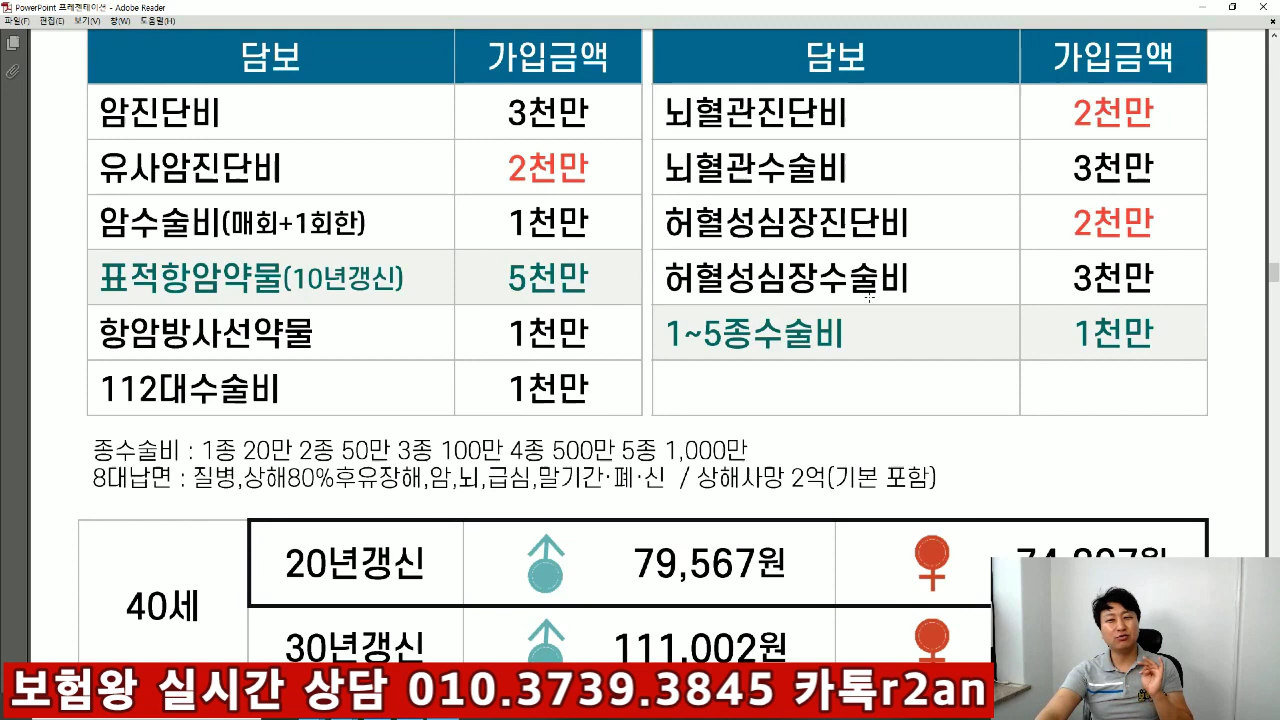 PowerPoint 프레젠테이션 - Adobe Reader
파일(F) 편집(E) 보기(V) 창(W) 도움말(H)
담보 가입금액 담보 가입금액
암진단비 3천만 뇌혈관진단비 2천만
유사암진단비 2천만 뇌혈관수술비 3천만
암수술비(매회+1회한) 1천만 허혈성심장진단비 2천만
표적항암약물(10년갱신) 5천만 허혈성심장수술비 3천만
항암방사선약물 1천만 1~5종수술비 1천만
112대수술비 1천만
종수술비 : 1종 20만 2종 50만 3종 100만 4종 500만 5종 1,000만
8대납면 : 질병,상해80%후유장해,암,뇌,급심,말기간·폐·신 / 상해사망 2억(기본 포함)
40세 20년갱신 79,567원
30년갱신 111,002원
보험왕 실시간 상담 010.3739.3845 카톡r2an